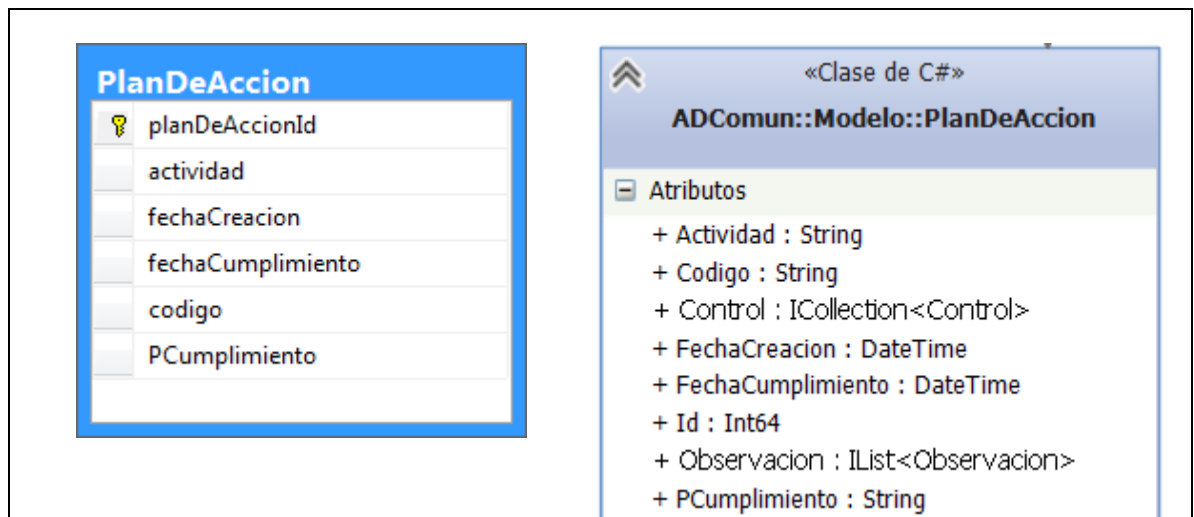 PlanDeAccion
planDeAccionId
actividad
fechaCreacion
fechaCumplimiento
codigo
PCumplimiento
«Clase de C#»
ADComun::Modelo::PlanDeAccion
Atributos
+ Actividad : String
+ Codigo : String
+ Control : ICollection<Control>
+ FechaCreacion : DateTime
+ FechaCumplimiento : DateTime
+ Id : Int64
+ Observacion : IList<Observacion>
+ PCumplimiento : String